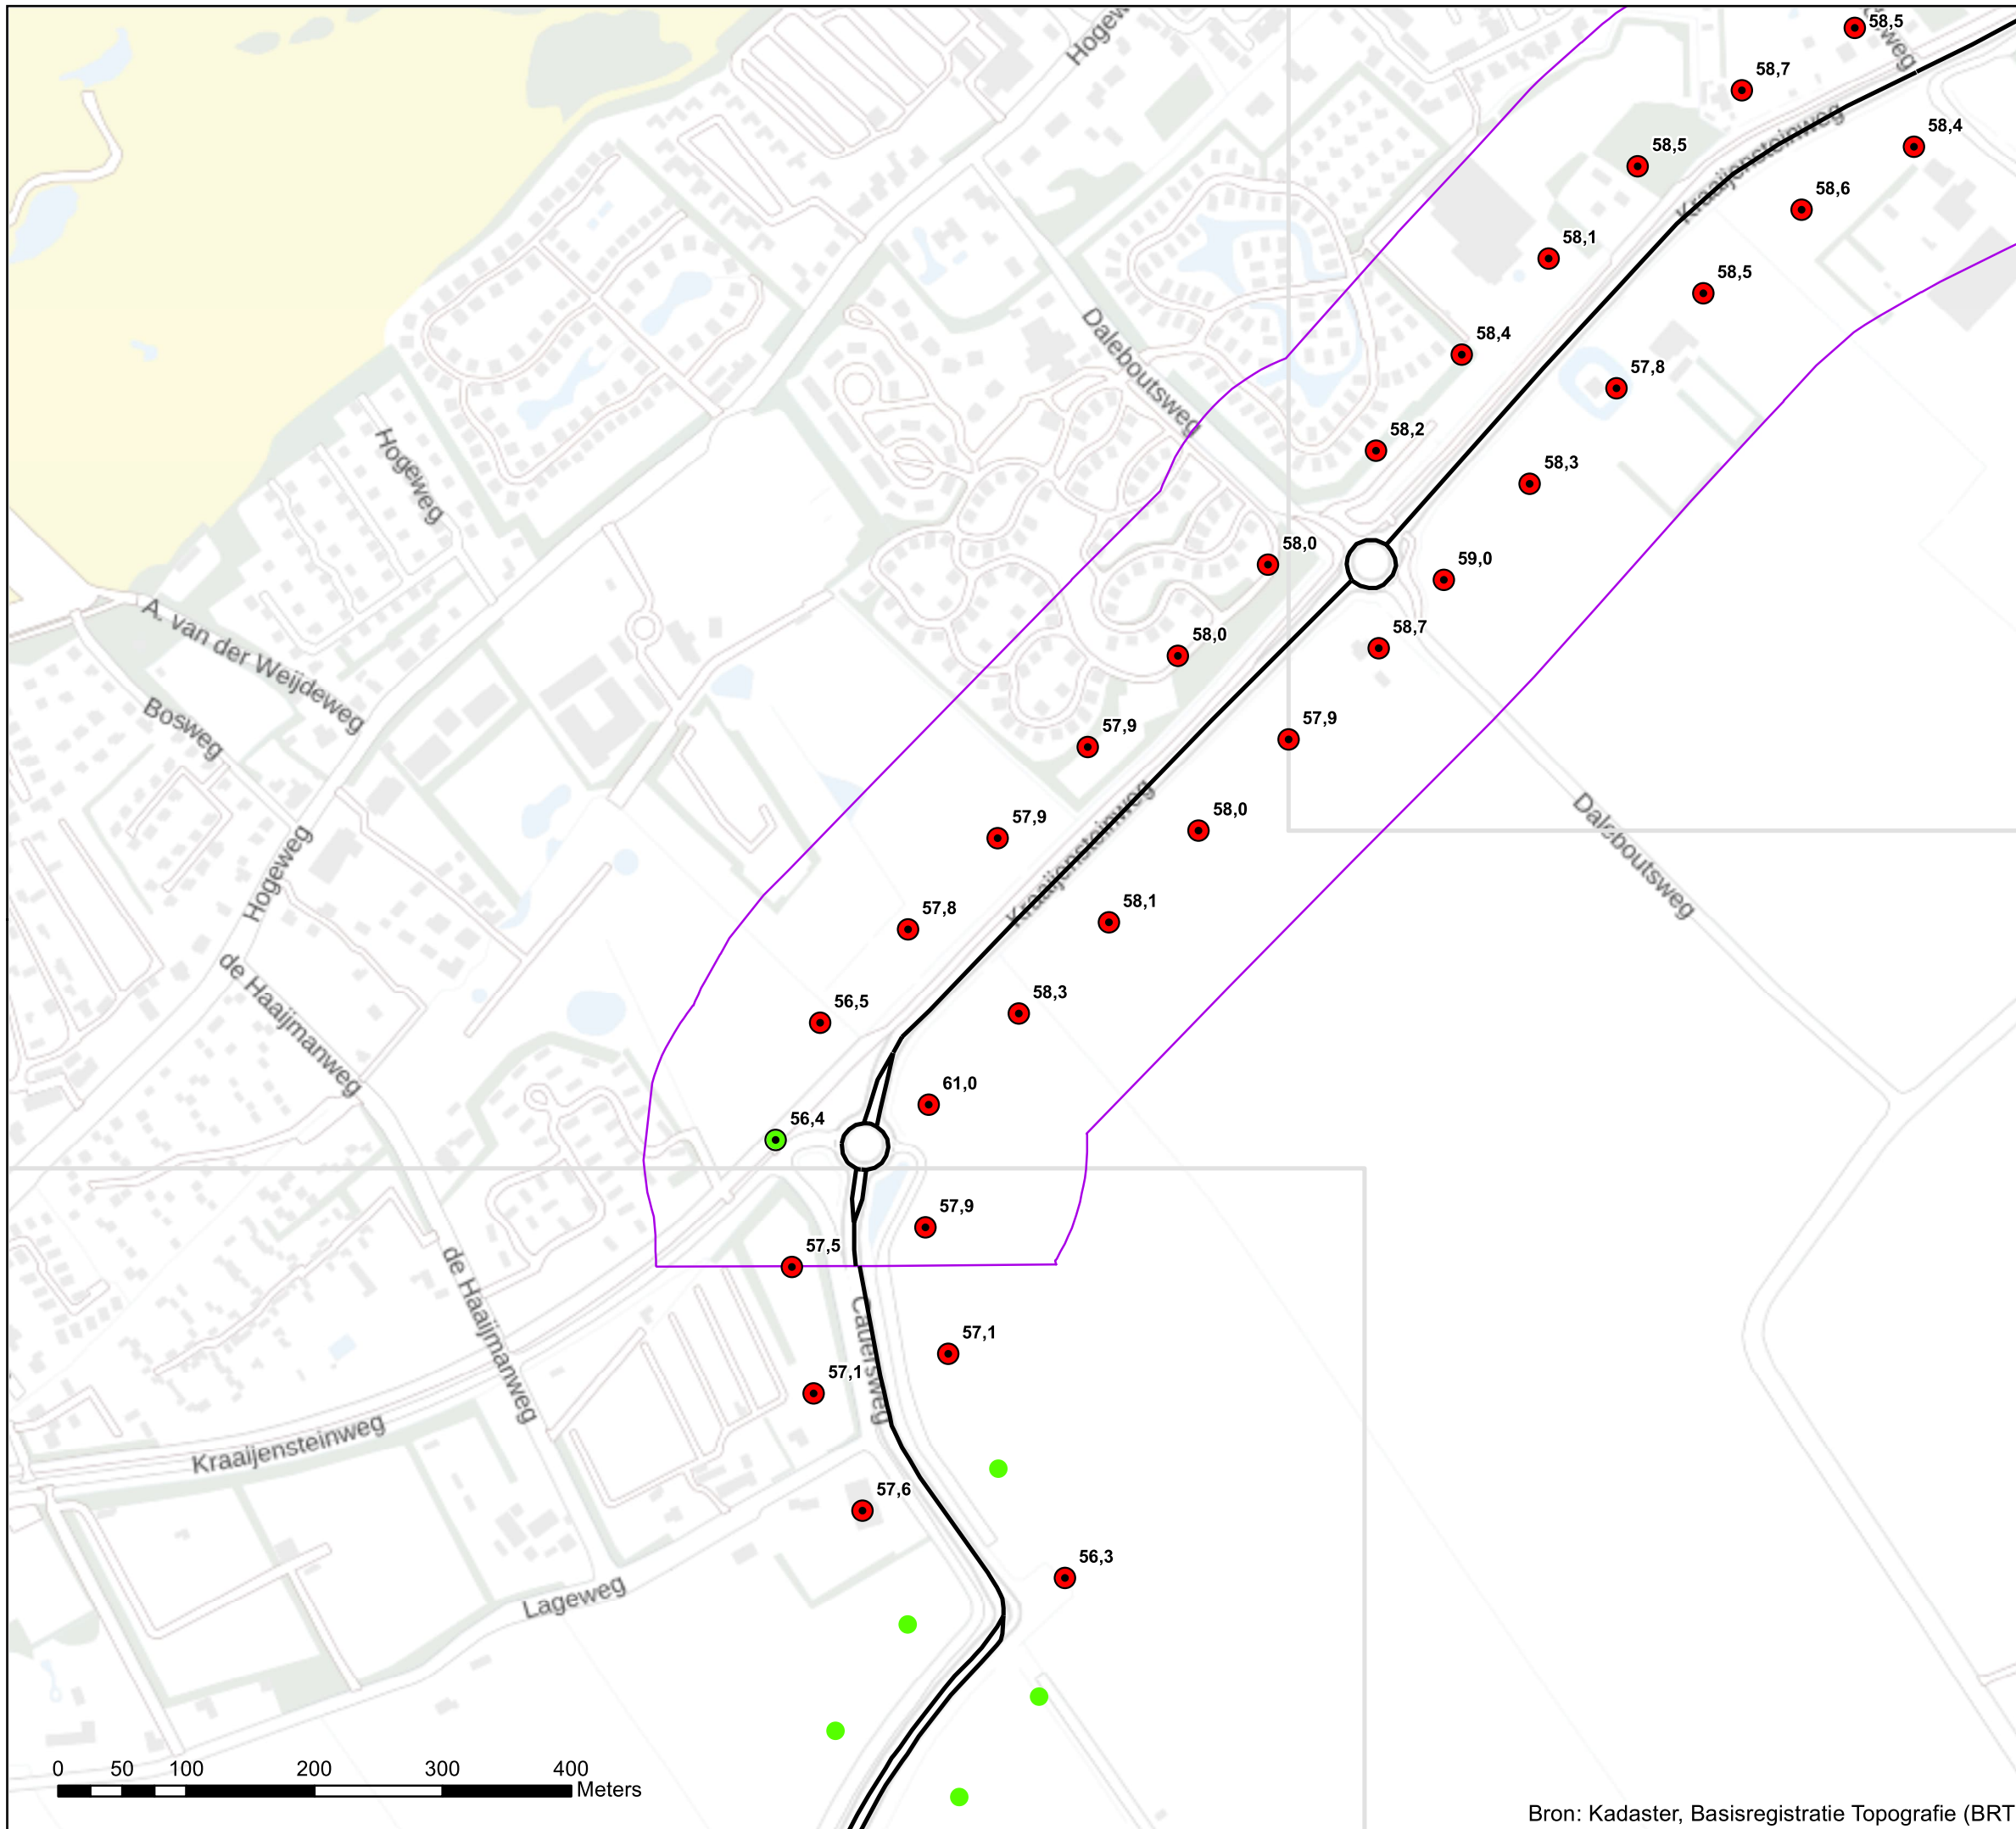 58,5
Hogew
58,7
58,4
Kraaijensteinweg
58,5
58,6
58,1
58,5
58,4
Daleboutsweg
57,8
58,2
Hogeweg
58,3
58,0
59,0
A. van der Weijdeweg
58,7
58,0
Bosweg
57,9
57,9
Kraaijensteinweg
57,9
58,0
Daleboutsweg
Hogeweg
57,8
58,1
de Haaijmanweg
56,5
58,3
61,0
56,4
57,9
57,5
de Haaijmanweg
Cauersweg
57,1
57,1
Kraaijensteinweg
57,6
56,3
Lageweg
0 50 100 200 300 400
Meters
Bron: Kadaster, Basisregistratie Topografie (BRT